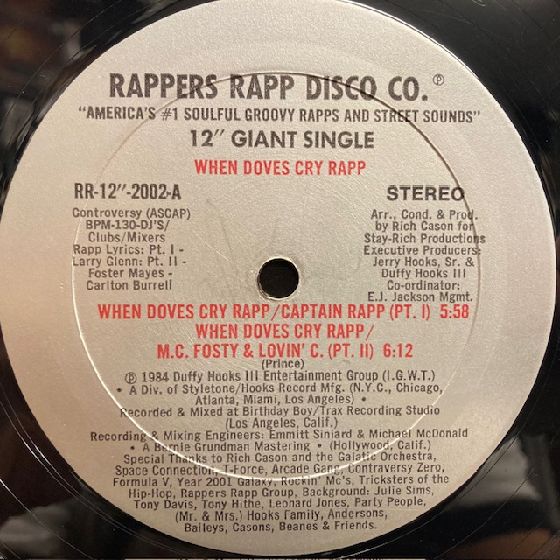 RAPPERS RAPP DISCO CO. ℗
"AMERICA'S #1 SOULFUL GROOVY RAPPS AND STREET SOUNDS"
12" GIANT SINGLE
WHEN DOVES CRY RAPP
RR-12"-2002-A
Controversy (ASCAP)
BPM-130-DJ'S/
Clubs/Mixers
Rapp Lyrics: Pt. I -
Larry Glenn: Pt. II -
Foster Mayes -
Carlton Burrell
STEREO
Arr., Cond. & Prod.
by Rich Cason for
Stay-Rich Productions
Executive Producers:
Jerry Hooks, Sr. &
Duffy Hooks III
Co-ordinator:
E.J. Jackson Mgmt.
WHEN DOVES CRY RAPP/CAPTAIN RAPP (PT. I) 5:58
WHEN DOVES CRY RAPP/
M.C. FOSTY & LOVIN' C. (PT. II) 6:12
(Prince)
℗ 1984 Duffy Hooks III Entertainment Group (I.G.W.T.)
• A Div. of Styletone/Hooks Record Mfg. (N.Y.C., Chicago,
Atlanta, Miami, Los Angeles) •
Recorded & Mixed at Birthday Boy/Trax Recording Studio
(Los Angeles, Calif.)
Recording & Mixing Engineers: Emmitt Siniard & Michael McDonald
• A Bernie Grundman Mastering • (Hollywood, Calif.)
Special Thanks to Rich Cason and the Galatic Orchestra,
Space Connection, T-Force, Arcade Gang, Contraversy Zero,
Formula V, Year 2001 Galaxy, Rockin' Mc's, Tricksters of the
Hip-Hop, Rappers Rapp Group, Background: Julie Sims,
Tony Davis, Tony Hithe, Leonard Jones, Party People,
(Mr. & Mrs.) Hooks Family, Andersons,
Baileys, Casons, Beanes & Friends.